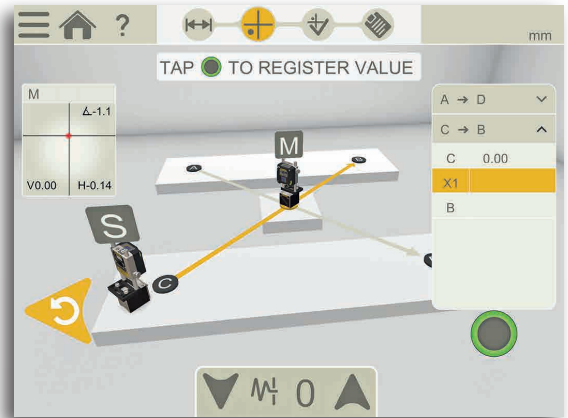 ?
mm
TAP TO REGISTER VALUE
M
∡-1.1
V0.00 H-0.14
A → D
C → B
C 0.00
X1
B
M
A
B
S
C
0